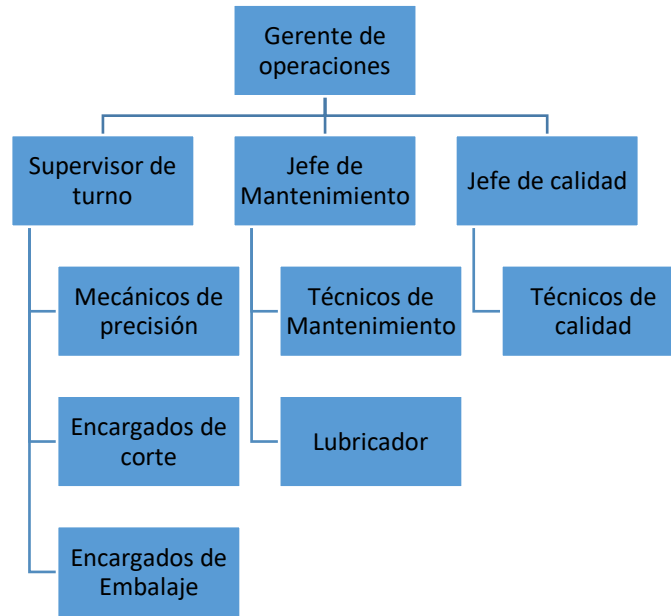 Gerente de
operaciones
Supervisor de
turno
Jefe de
Mantenimiento
Jefe de calidad
Mecánicos de
precisión
Técnicos de
Mantenimiento
Técnicos de
calidad
Encargados de
corte
Lubricador
Encargados de
Embalaje